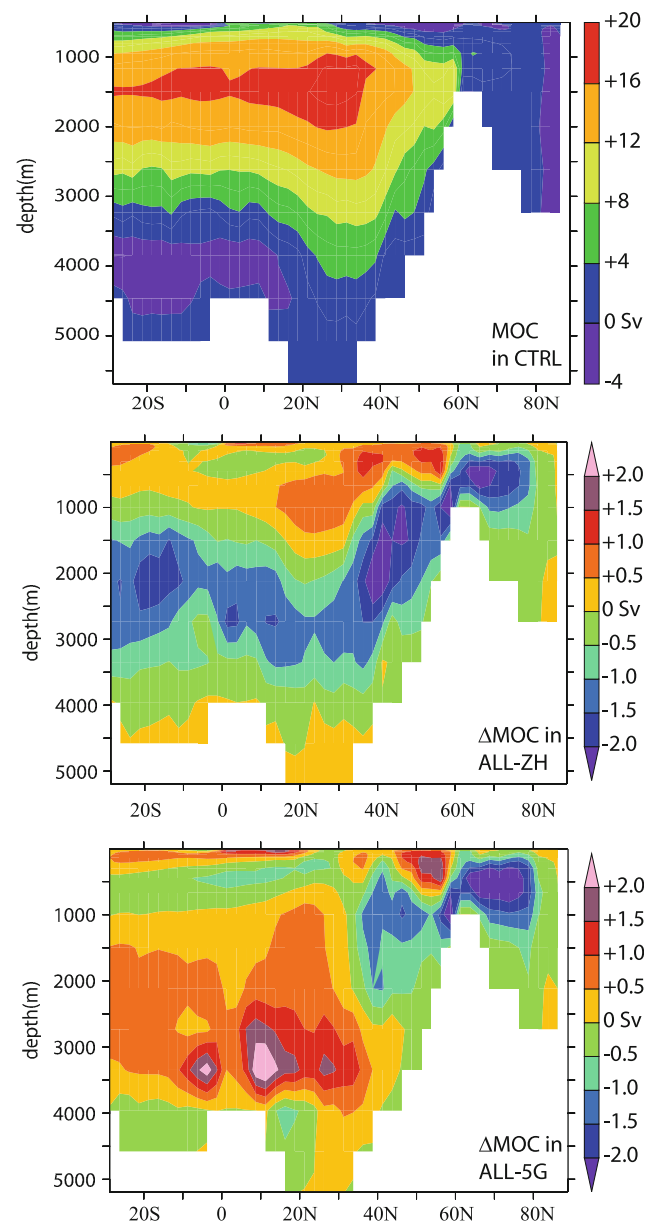 +20
1000
+16
2000
+12
3000
+8
4000
+4
5000
MOC
in CTRL
0 Sv
-4
depth(m)
20S 0 20N 40N 60N 80N
+2.0
1000
+1.5
2000
+1.0
3000
+0.5
4000
0 Sv
5000
-0.5
-1.0
-1.5
-2.0
depth(m)
ΔMOC in
ALL-ZH
20S 0 20N 40N 60N 80N
+2.0
1000
+1.5
2000
+1.0
3000
+0.5
4000
0 Sv
5000
-0.5
-1.0
-1.5
-2.0
depth(m)
ΔMOC in
ALL-5G
20S 0 20N 40N 60N 80N